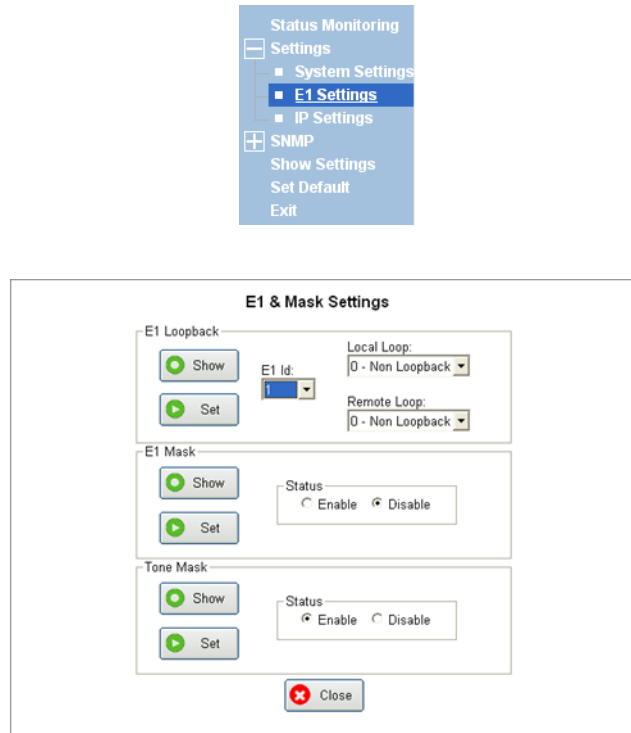 Status Monitoring
Settings
System Settings
E1 Settings
IP Settings
SNMP
Show Settings
Set Default
Exit
E1 & Mask Settings
E1 Loopback
Show
Set
E1 Id:
1
Local Loop:
0 - Non Loopback
Remote Loop:
0 - Non Loopback
E1 Mask
Show
Set
Status
Enable Disable
Tone Mask
Show
Set
Status
Enable Disable
Close